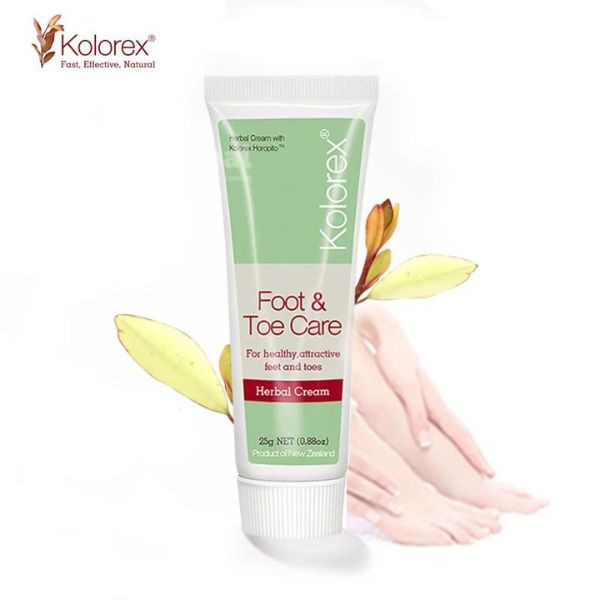 Kolorex®
Fast, Effective, Natural
Herbal Cream with
Kolorex Horopito™
Kolorex®
Foot &
Toe Care
For healthy, attractive
feet and toes
Herbal Cream
25g NET (0.88oz)
Product of New Zealand